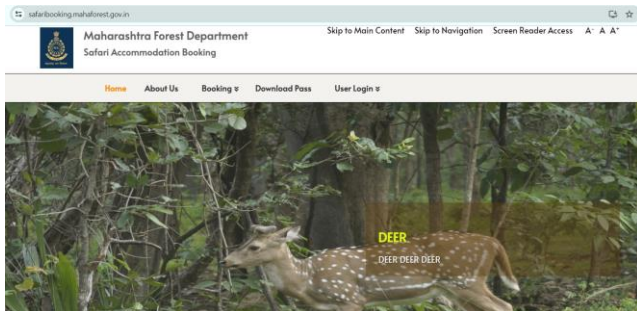 safaribooking.mahaforest.gov.in
Maharashtra Forest Department
Safari Accommodation Booking
Skip to Main Content Skip to Navigation Screen Reader Access A- A A+
Home About Us Booking Download Pass User Login
DEER
DEER DEER DEER